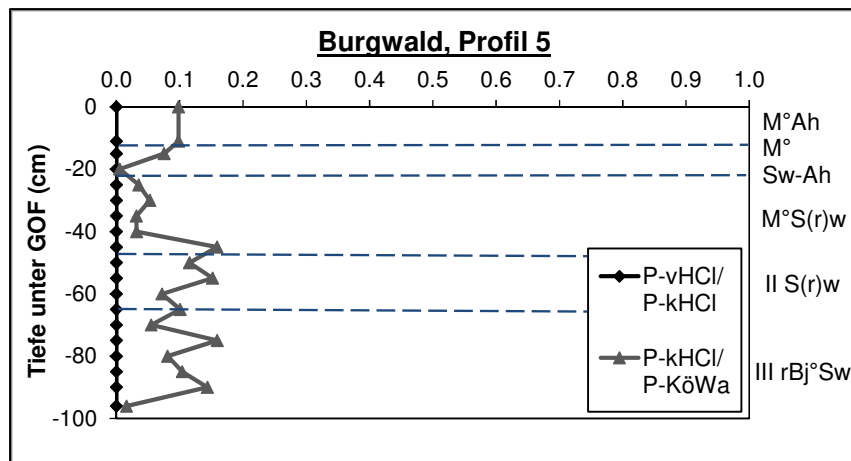 Burgwald, Profil 5
0.0 0.1 0.2 0.3 0.4 0.5 0.6 0.7 0.8 0.9 1.0
Tiefe unter GOF (cm)
0
-20
-40
-60
-80
-100
M°Ah
M°
Sw-Ah
M°S(r)w
II S(r)w
III rBj°Sw
P-vHCl/
P-kHCl
P-kHCl/
P-KöWa